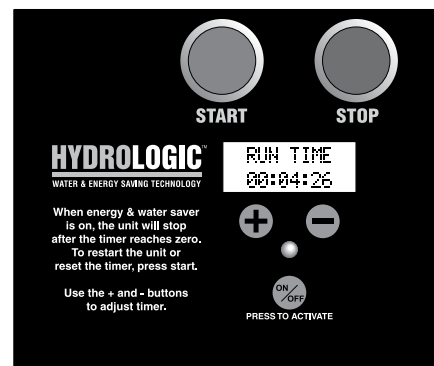 START STOP
HYDROLOGIC™
WATER & ENERGY SAVING TECHNOLOGY
RUN TIME
00:04:26
When energy & water saver
is on, the unit will stop
after the timer reaches zero.
To restart the unit or
reset the timer, press start.
Use the + and - buttons
to adjust timer.
+ −
ON/OFF
PRESS TO ACTIVATE